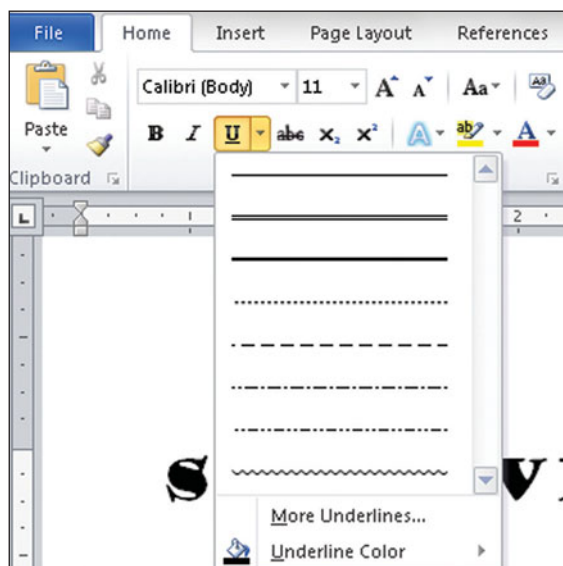 File Home Insert Page Layout References
Calibri (Body) 11 A A Aa Aa
Paste B I U abc x₂ x² A ab A
Clipboard
L 2
S V
More Underlines...
Underline Color